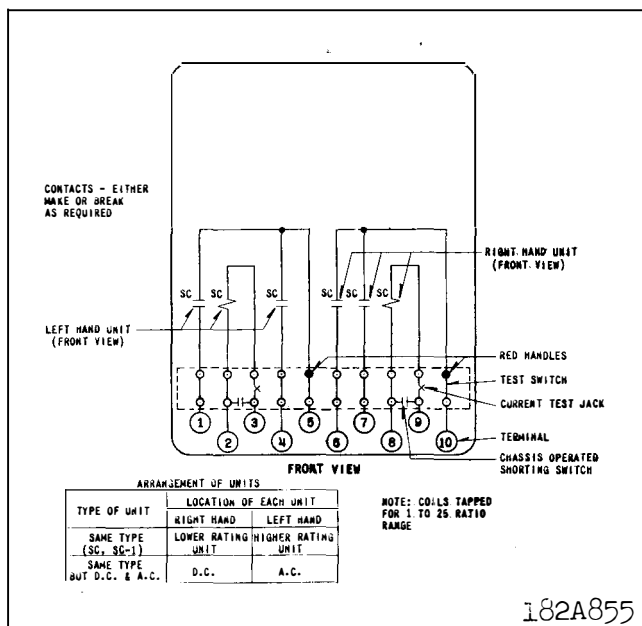 CONTACTS - EITHER
MAKE OR BREAK
AS REQUIRED
RIGHT HAND UNIT
(FRONT VIEW)
SC
SC
SC
SC
SC
SC
LEFT HAND UNIT
(FRONT VIEW)
RED HANDLES
TEST SWITCH
CURRENT TEST JACK
1
2
3
4
5
6
7
8
9
10
TERMINAL
CHASSIS OPERATED
SHORTING SWITCH
FRONT VIEW
ARRANGEMENT OF UNITS
TYPE OF UNIT
LOCATION OF EACH UNIT
RIGHT HAND
LEFT HAND
SAME TYPE
(SC, SC-1)
LOWER RATING
UNIT
HIGHER RATING
UNIT
SAME TYPE
BUT D.C. & A.C.
D.C.
A.C.
NOTE: COILS TAPPED
FOR 1 TO 25 RATIO
RANGE
182A855